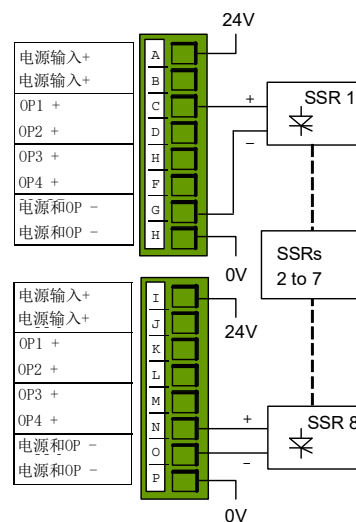 24V
电源输入+
电源输入+
OP1 +
OP2 +
OP3 +
OP4 +
电源和OP -
电源和OP -
A
B
C
D
H
F
G
H
+
-
SSR 1
0V
SSRs
2 to 7
电源输入+
电源输入+
OP1 +
OP2 +
OP3 +
OP4 +
电源和OP -
电源和OP -
I
J
K
L
M
N
O
P
24V
+
-
SSR 8
0V